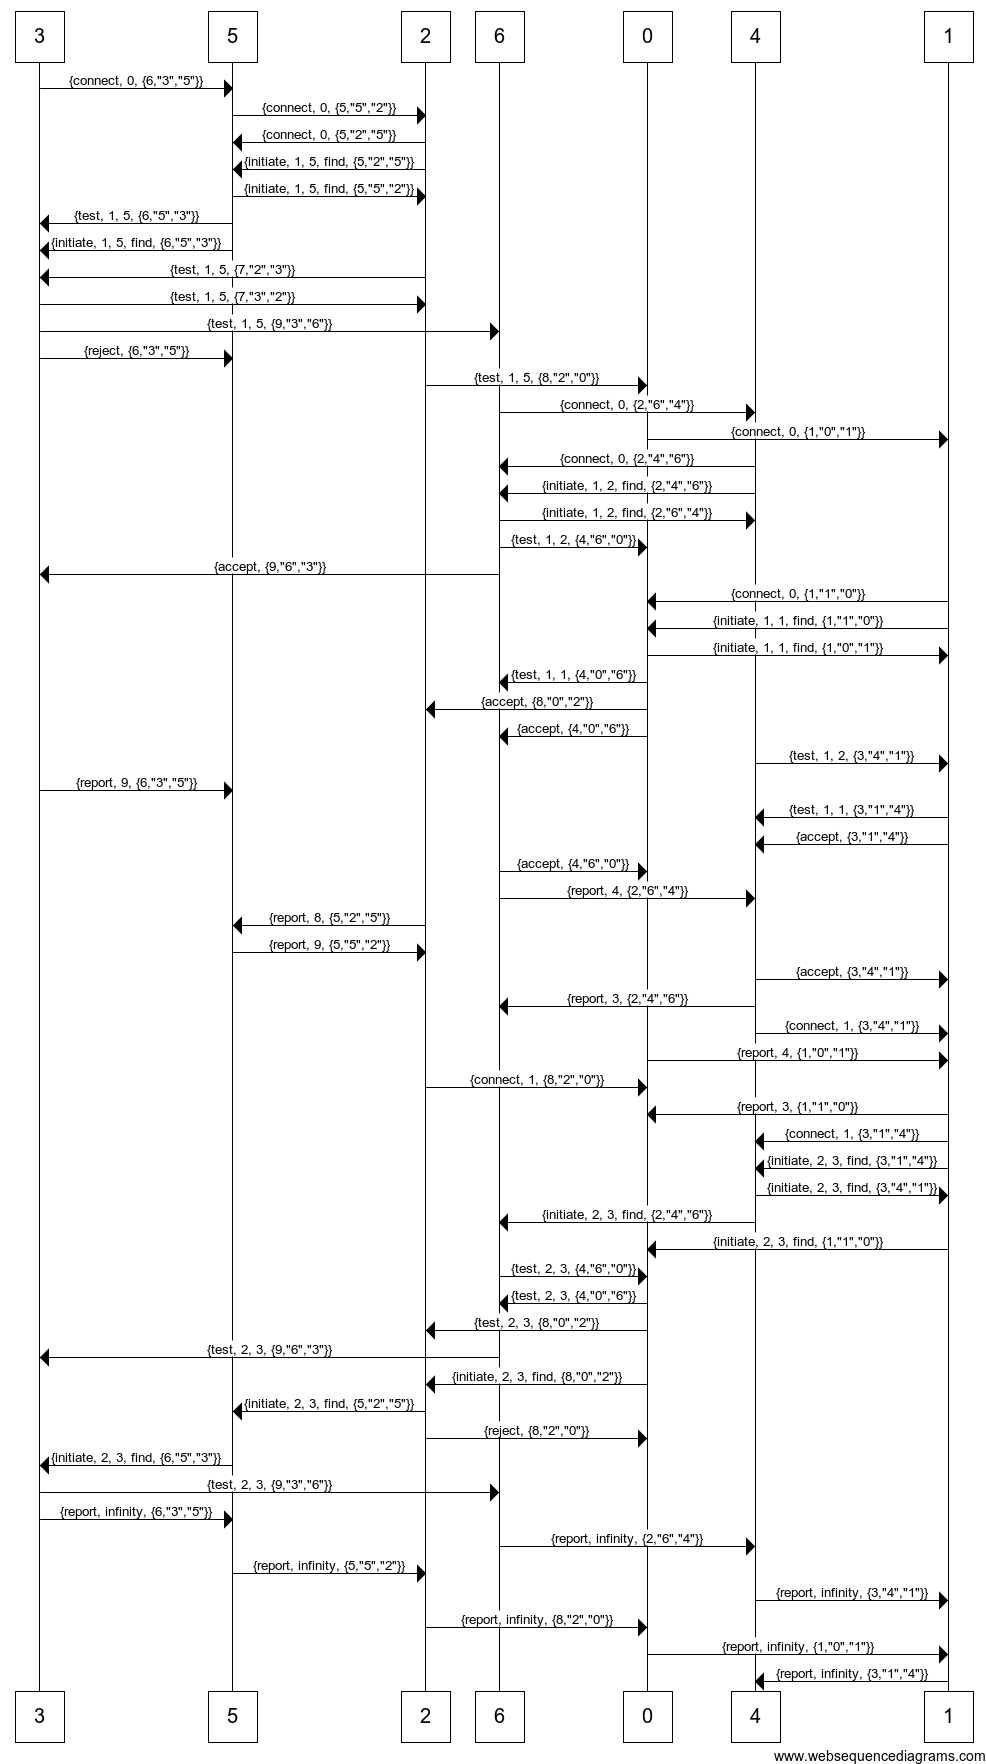 3 5 2 6 0 4 1
{connect, 0, {6,"3","5"}}
{connect, 0, {5,"5","2"}}
{connect, 0, {5,"2","5"}}
{initiate, 1, 5, find, {5,"2","5"}}
{initiate, 1, 5, find, {5,"5","2"}}
{test, 1, 5, {6,"5","3"}}
{initiate, 1, 5, find, {6,"5","3"}}
{test, 1, 5, {7,"2","3"}}
{test, 1, 5, {7,"3","2"}}
{test, 1, 5, {9,"3","6"}}
{reject, {6,"3","5"}}
{test, 1, 5, {8,"2","0"}}
{connect, 0, {2,"6","4"}}
{connect, 0, {1,"0","1"}}
{connect, 0, {2,"4","6"}}
{initiate, 1, 2, find, {2,"4","6"}}
{initiate, 1, 2, find, {2,"6","4"}}
{test, 1, 2, {4,"6","0"}}
{accept, {9,"6","3"}}
{connect, 0, {1,"1","0"}}
{initiate, 1, 1, find, {1,"1","0"}}
{initiate, 1, 1, find, {1,"0","1"}}
{test, 1, 1, {4,"0","6"}}
{accept, {8,"0","2"}}
{accept, {4,"0","6"}}
{test, 1, 2, {3,"4","1"}}
{report, 9, {6,"3","5"}}
{test, 1, 1, {3,"1","4"}}
{accept, {3,"1","4"}}
{accept, {4,"6","0"}}
{report, 4, {2,"6","4"}}
{report, 8, {5,"2","5"}}
{report, 9, {5,"5","2"}}
{accept, {3,"4","1"}}
{report, 3, {2,"4","6"}}
{connect, 1, {3,"4","1"}}
{report, 4, {1,"0","1"}}
{connect, 1, {8,"2","0"}}
{report, 3, {1,"1","0"}}
{connect, 1, {3,"1","4"}}
{initiate, 2, 3, find, {3,"1","4"}}
{initiate, 2, 3, find, {3,"4","1"}}
{initiate, 2, 3, find, {2,"4","6"}}
{initiate, 2, 3, find, {1,"1","0"}}
{test, 2, 3, {4,"6","0"}}
{test, 2, 3, {4,"0","6"}}
{test, 2, 3, {8,"0","2"}}
{test, 2, 3, {9,"6","3"}}
{initiate, 2, 3, find, {8,"0","2"}}
{initiate, 2, 3, find, {5,"2","5"}}
{reject, {8,"2","0"}}
{initiate, 2, 3, find, {6,"5","3"}}
{test, 2, 3, {9,"3","6"}}
{report, infinity, {6,"3","5"}}
{report, infinity, {2,"6","4"}}
{report, infinity, {5,"5","2"}}
{report, infinity, {3,"4","1"}}
{report, infinity, {8,"2","0"}}
{report, infinity, {1,"0","1"}}
{report, infinity, {3,"1","4"}}
3 5 2 6 0 4 1
www.websequencediagrams.com